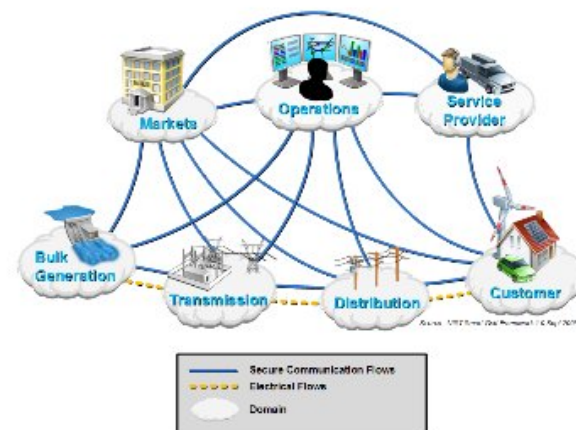 Markets
Operations
Service
Provider
Bulk
Generation
Transmission
Distribution
Customer
Secure Communication Flows
Electrical Flows
Domain